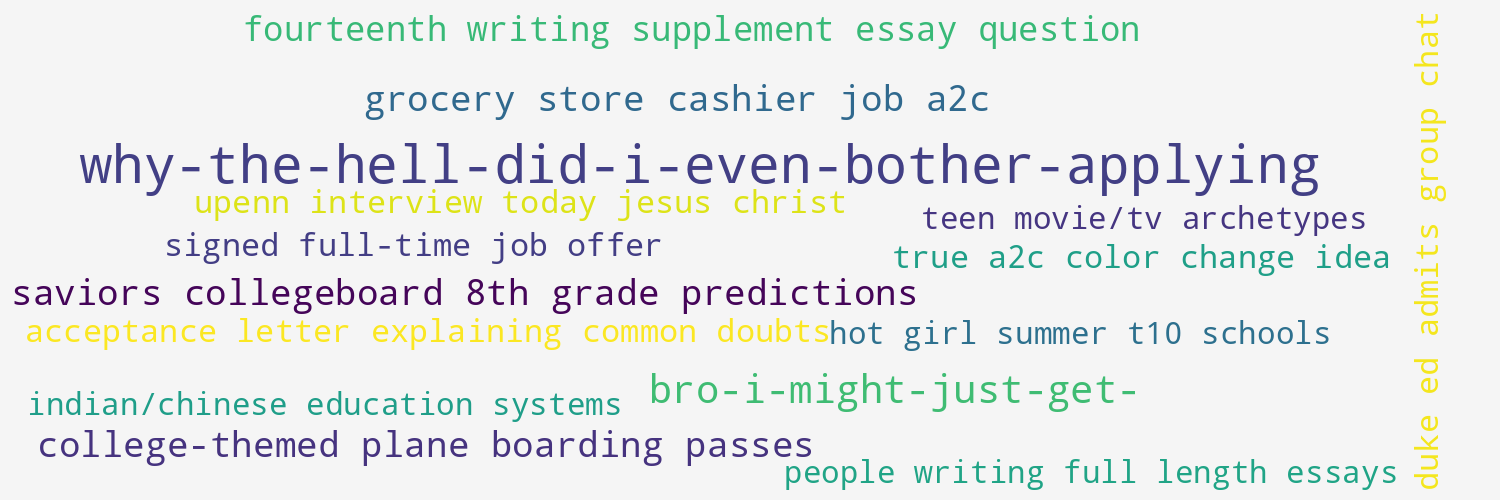 fourteenth writing supplement essay question
grocery store cashier job a2c
why-the-hell-did-i-even-bother-applying
upenn interview today jesus christ
teen movie/tv archetypes
signed full-time job offer
true a2c color change idea
saviors collegeboard 8th grade predictions
acceptance letter explaining common doubts
hot girl summer t10 schools
bro-i-might-just-get-
indian/chinese education systems
college-themed plane boarding passes
people writing full length essays
duke ed admits group chat